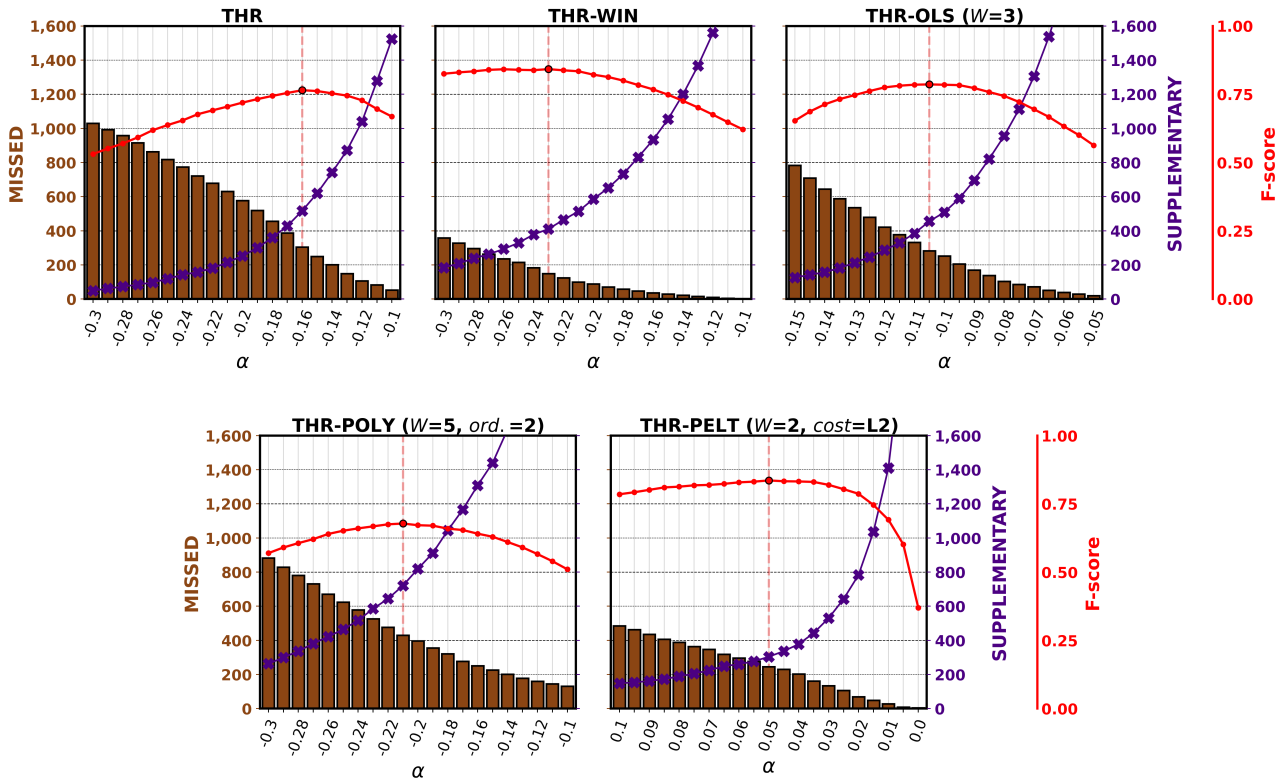 THR
THR-WIN
THR-OLS (W=3)
1,600
1,400
1,200
1,000
800
600
400
200
0
MISSED
1,600
1,400
1,200
1,000
800
600
400
200
0
SUPPLEMENTARY
1.00
0.75
0.50
0.25
0.00
F-score
-0.3 -0.28 -0.26 -0.24 -0.22 -0.2 -0.18 -0.16 -0.14 -0.12 -0.1
-0.3 -0.28 -0.26 -0.24 -0.22 -0.2 -0.18 -0.16 -0.14 -0.12 -0.1
-0.15 -0.14 -0.13 -0.12 -0.11 -0.1 -0.09 -0.08 -0.07 -0.06 -0.05
α
α
α
THR-POLY (W=5, ord.=2)
THR-PELT (W=2, cost=L2)
1,600
1,400
1,200
1,000
800
600
400
200
0
MISSED
1,600
1,400
1,200
1,000
800
600
400
200
0
SUPPLEMENTARY
1.00
0.75
0.50
0.25
0.00
F-score
-0.3 -0.28 -0.26 -0.24 -0.22 -0.2 -0.18 -0.16 -0.14 -0.12 -0.1
0.1 0.09 0.08 0.07 0.06 0.05 0.04 0.03 0.02 0.01 0.0
α
α